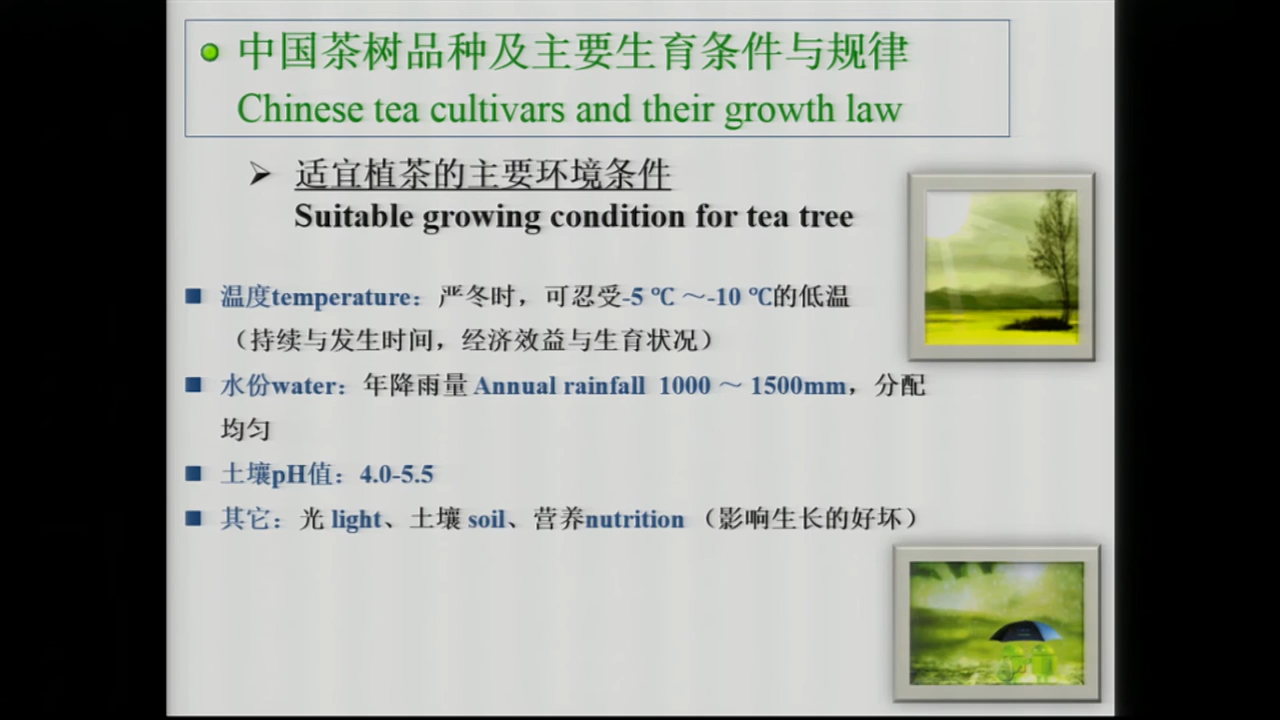 中国茶树品种及主要生育条件与规律
Chinese tea cultivars and their growth law
适宜植茶的主要环境条件
Suitable growing condition for tea tree
温度temperature：严冬时，可忍受-5 ℃ ～-10 ℃的低温
（持续与发生时间，经济效益与生育状况）
水份water：年降雨量 Annual rainfall 1000 ～ 1500mm，分配
均匀
土壤pH值：4.0-5.5
其它：光 light、土壤 soil、营养nutrition （影响生长的好坏）